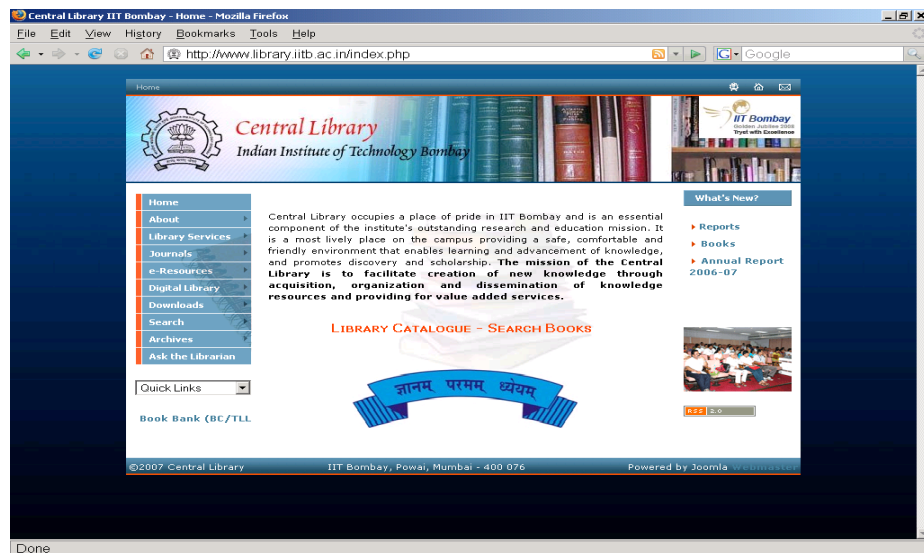 Central Library IIT Bombay - Home - Mozilla Firefox
File Edit View History Bookmarks Tools Help
http://www.library.iitb.ac.in/index.php
Google
Home
Central Library
Indian Institute of Technology Bombay
IIT Bombay
Golden Jubilee 2008
Tryst with Excellence
Home
About
Library Services
Journals
e-Resources
Digital Library
Downloads
Search
Archives
Ask the Librarian
Quick Links
Book Bank (BC/TLL
Central Library occupies a place of pride in IIT Bombay and is an essential
component of the institute's outstanding research and education mission. It
is a most lively place on the campus providing a safe, comfortable and
friendly environment that enables learning and advancement of knowledge,
and promotes discovery and scholarship. The mission of the Central
Library is to facilitate creation of new knowledge through
acquisition, organization and dissemination of knowledge
resources and providing for value added services.
Library Catalogue - Search Books
ज्ञानम् परमम् ध्येयम्
What's New?
Reports
Books
Annual Report
2006-07
RSS 2.0
©2007 Central Library IIT Bombay, Powai, Mumbai - 400 076 Powered by Joomla Webmaster
Done